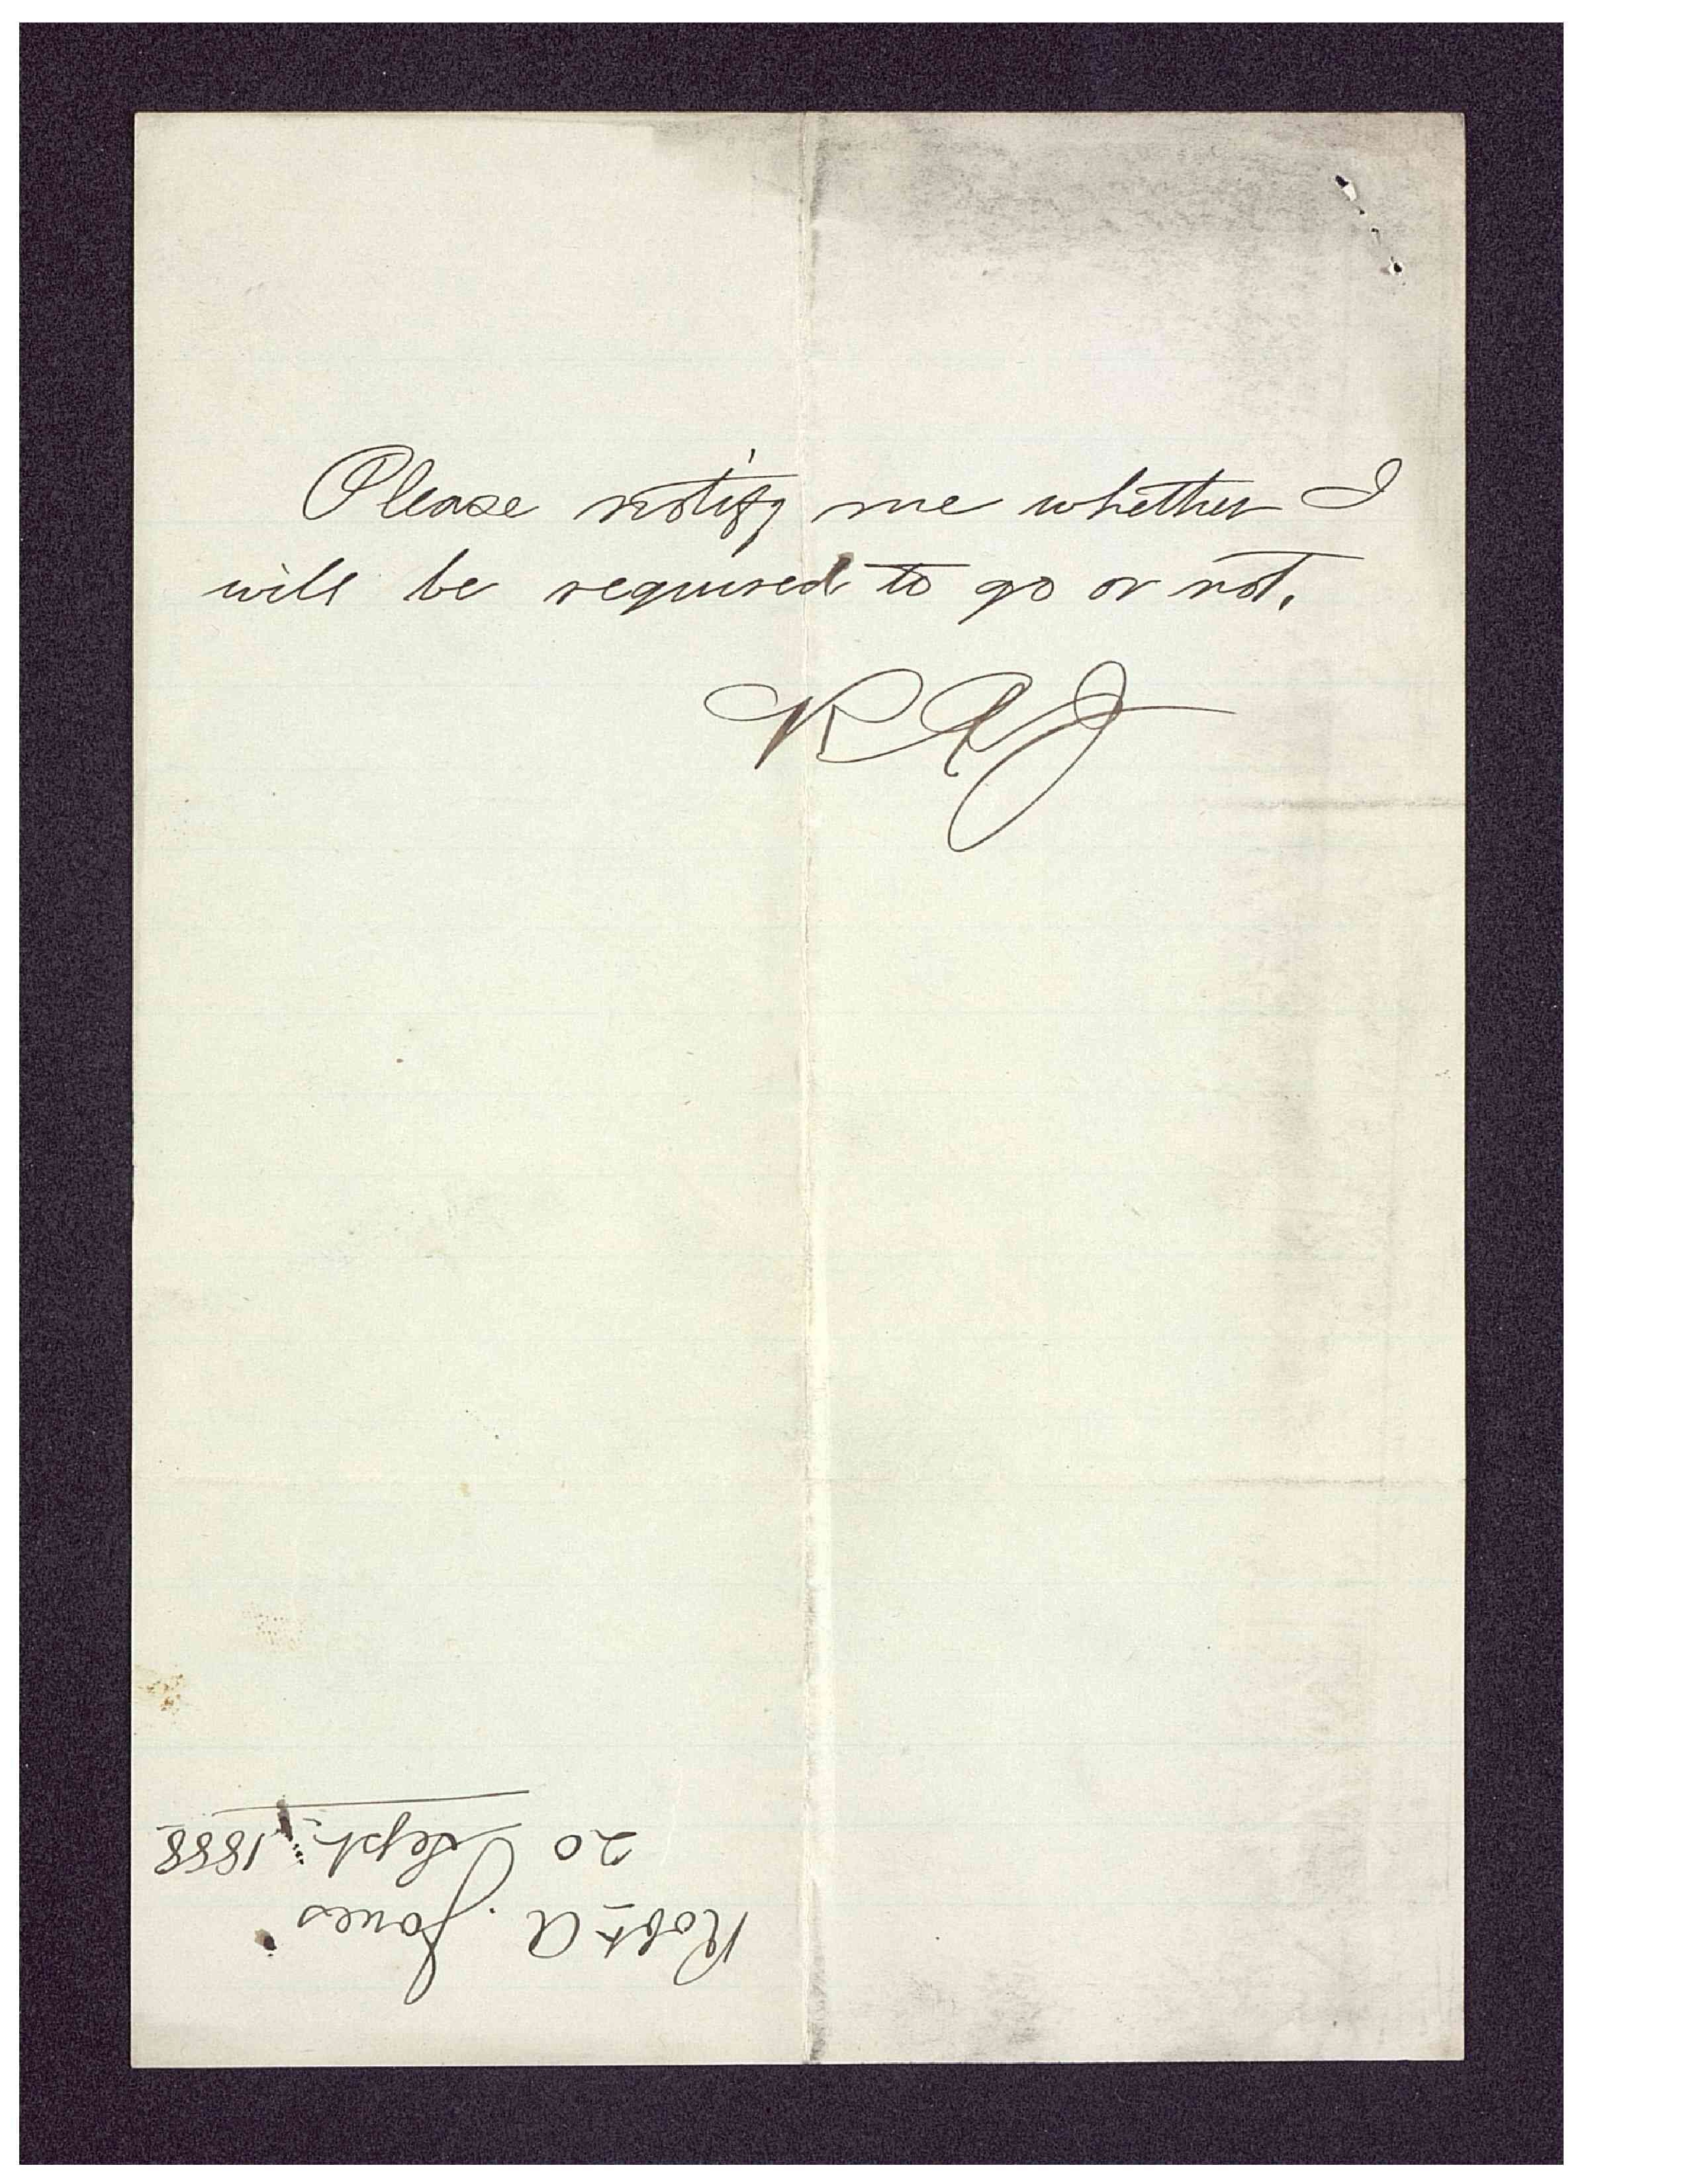 Please notify me whether I
will be required to go or not.
RAJ
Robt A. Jones
20 Sept. 1888